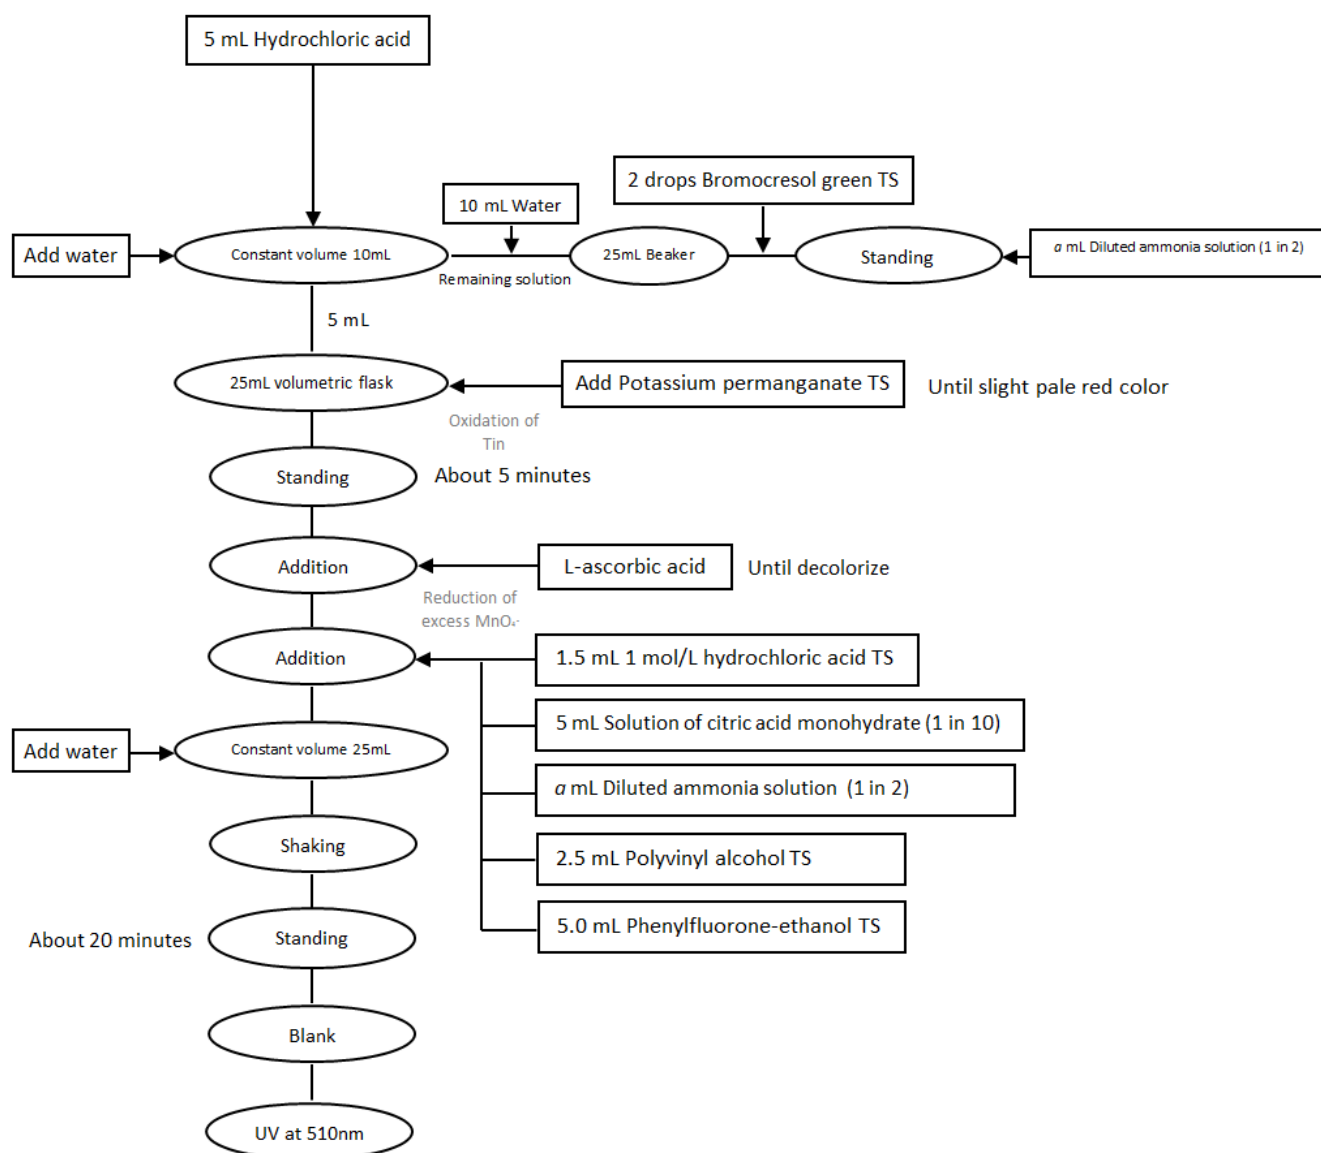 5 mL Hydrochloric acid
2 drops Bromocresol green TS
10 mL Water
Add water
Constant volume 10mL
Remaining solution
25mL Beaker
Standing
a mL Diluted ammonia solution (1 in 2)
5 mL
25mL volumetric flask
Add Potassium permanganate TS
Until slight pale red color
Oxidation of
Tin
Standing
About 5 minutes
Addition
L-ascorbic acid
Until decolorize
Reduction of
excess MnO₄-
Addition
1.5 mL 1 mol/L hydrochloric acid TS
5 mL Solution of citric acid monohydrate (1 in 10)
Add water
Constant volume 25mL
a mL Diluted ammonia solution (1 in 2)
Shaking
2.5 mL Polyvinyl alcohol TS
5.0 mL Phenylfluorone-ethanol TS
About 20 minutes
Standing
Blank
UV at 510nm